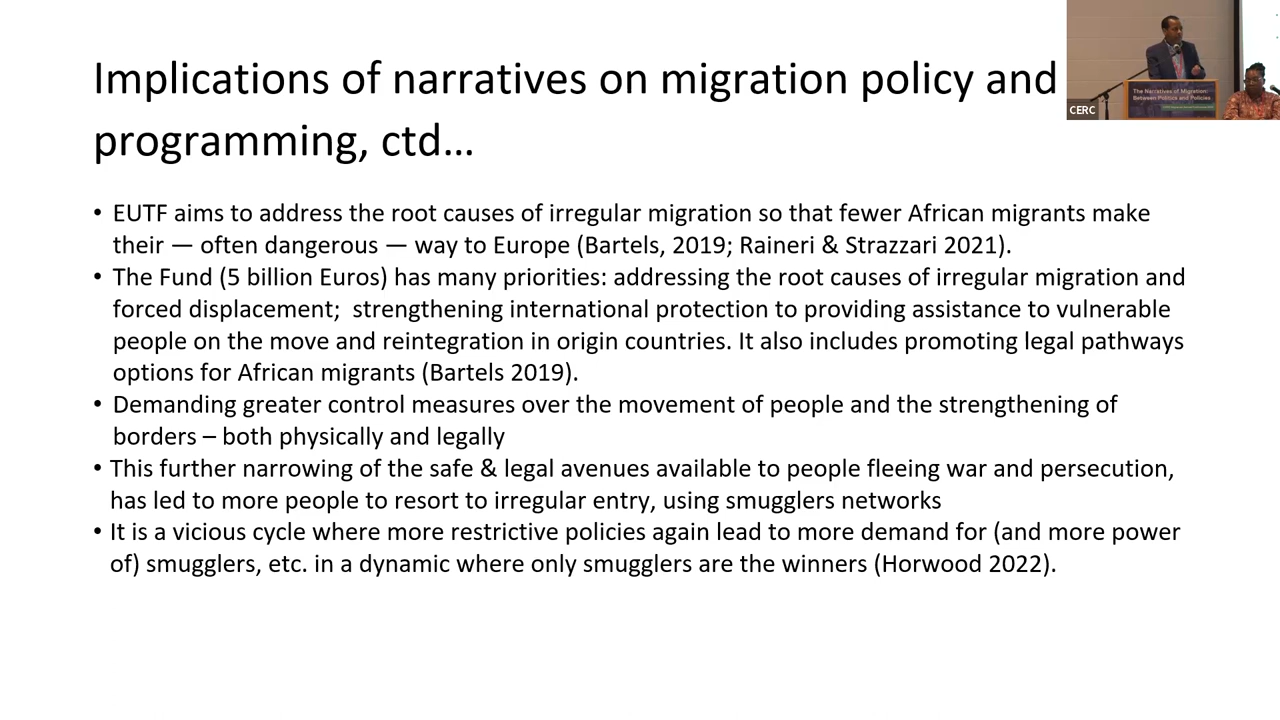 Implications of narratives on migration policy and
programming, ctd…
• EUTF aims to address the root causes of irregular migration so that fewer African migrants make
their — often dangerous — way to Europe (Bartels, 2019; Raineri & Strazzari 2021).
• The Fund (5 billion Euros) has many priorities: addressing the root causes of irregular migration and
forced displacement;  strengthening international protection to providing assistance to vulnerable
people on the move and reintegration in origin countries. It also includes promoting legal pathways
options for African migrants (Bartels 2019).
• Demanding greater control measures over the movement of people and the strengthening of
borders – both physically and legally
• This further narrowing of the safe & legal avenues available to people fleeing war and persecution,
has led to more people to resort to irregular entry, using smugglers networks
• It is a vicious cycle where more restrictive policies again lead to more demand for (and more power
of) smugglers, etc. in a dynamic where only smugglers are the winners (Horwood 2022).
The Narratives of Migration:
Between Politics and Policies
CERC